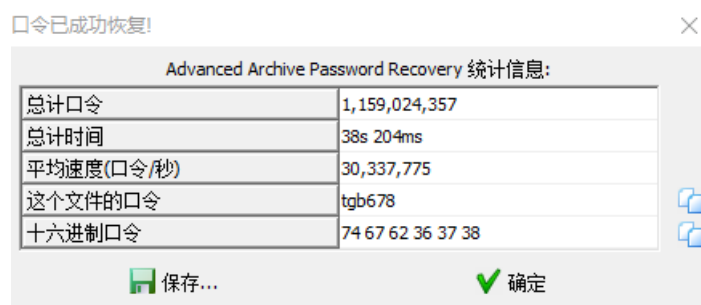 口令已成功恢复!
Advanced Archive Password Recovery 统计信息:
总计口令 1,159,024,357
总计时间 38s 204ms
平均速度(口令/秒) 30,337,775
这个文件的口令 tgb678
十六进制口令 74 67 62 36 37 38
保存... 确定